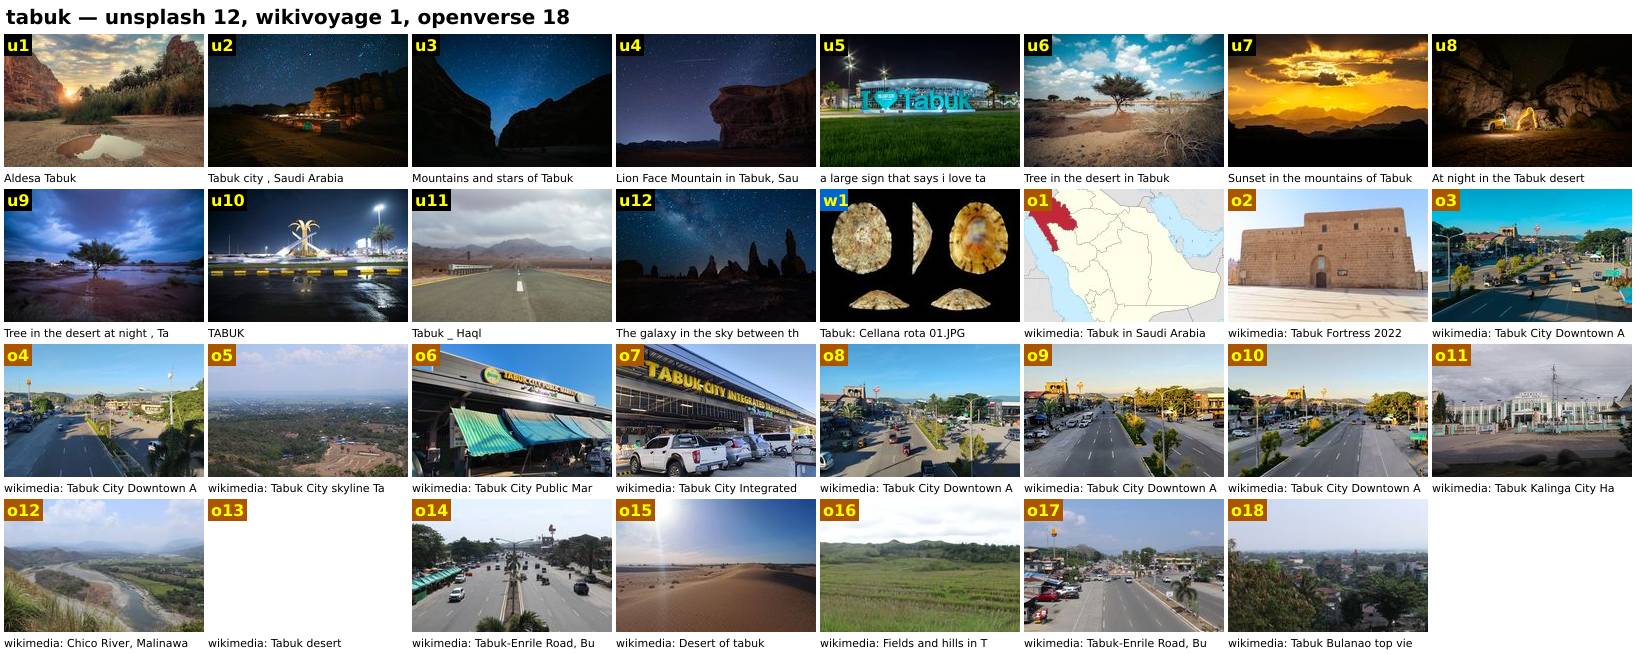 tabuk — unsplash 12, wikivoyage 1, openverse 18
u1
u2
u3
u4
u5
u6
u7
u8
I Tabuk
Aldesa Tabuk
Tabuk city , Saudi Arabia
Mountains and stars of Tabuk
Lion Face Mountain in Tabuk, Sau
a large sign that says i love ta
Tree in the desert in Tabuk
Sunset in the mountains of Tabuk
At night in the Tabuk desert
u9
u10
u11
u12
w1
o1
o2
o3
Tree in the desert at night , Ta
TABUK
Tabuk _ Haql
The galaxy in the sky between th
Tabuk: Cellana rota 01.JPG
wikimedia: Tabuk in Saudi Arabia
wikimedia: Tabuk Fortress 2022
wikimedia: Tabuk City Downtown A
o4
o5
o6
o7
o8
o9
o10
o11
TABUK CITY PUBLIC MARKET
TABUK CITY INTEGRATED
wikimedia: Tabuk City Downtown A
wikimedia: Tabuk City skyline Ta
wikimedia: Tabuk City Public Mar
wikimedia: Tabuk City Integrated
wikimedia: Tabuk City Downtown A
wikimedia: Tabuk City Downtown A
wikimedia: Tabuk City Downtown A
wikimedia: Tabuk Kalinga City Ha
o12
o13
o14
o15
o16
o17
o18
wikimedia: Chico River, Malinawa
wikimedia: Tabuk desert
wikimedia: Tabuk-Enrile Road, Bu
wikimedia: Desert of tabuk
wikimedia: Fields and hills in T
wikimedia: Tabuk-Enrile Road, Bu
wikimedia: Tabuk Bulanao top vie